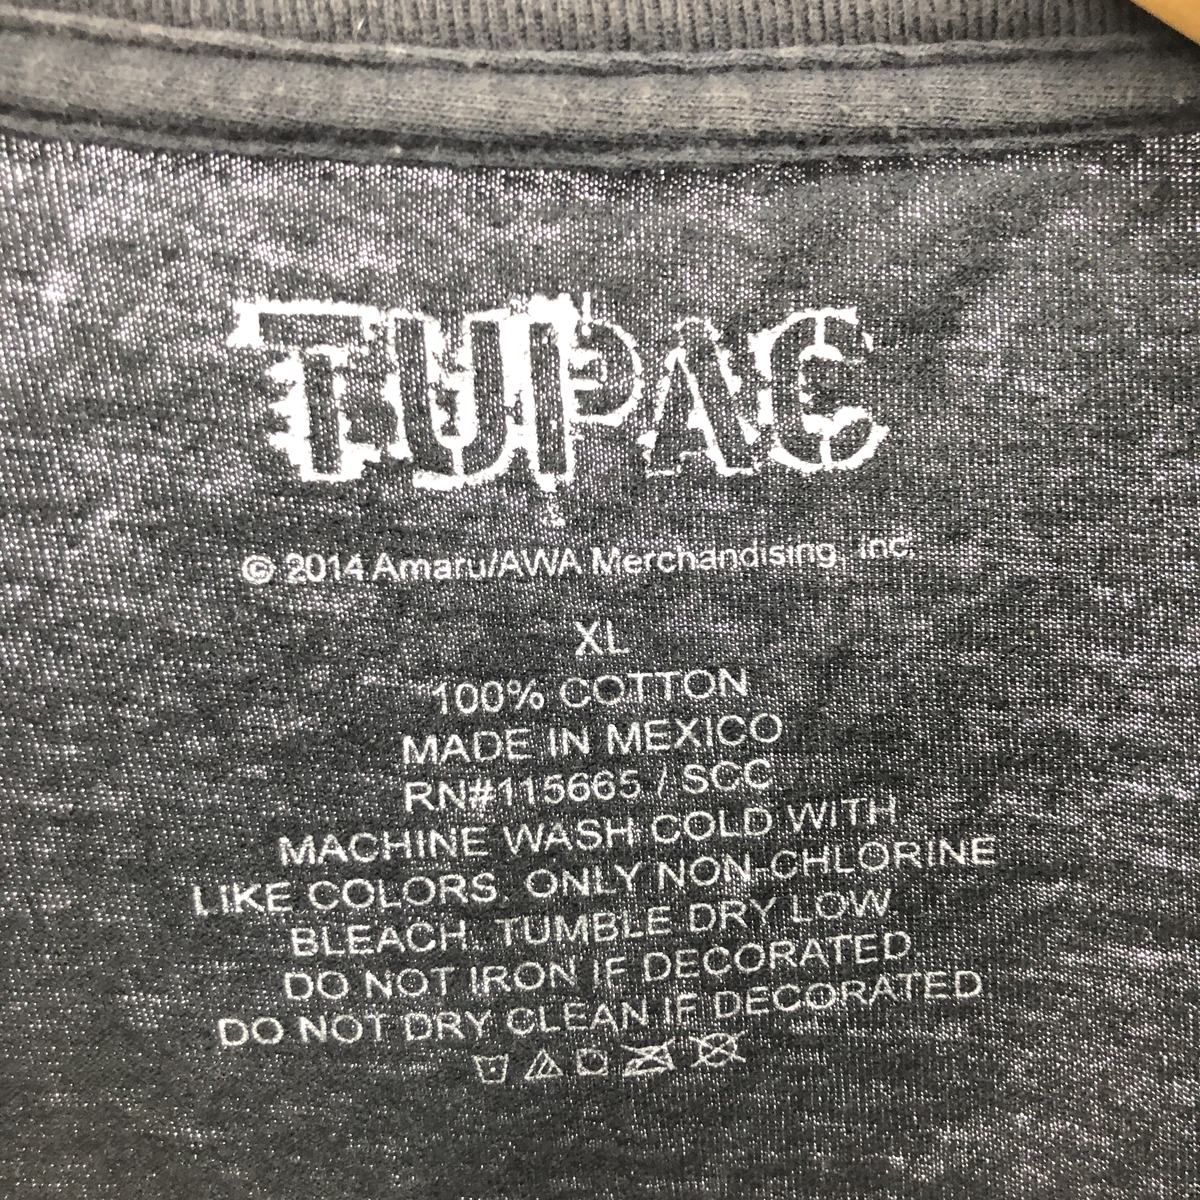 TUPAC
© 2014 Amaru/AWA Merchandising, Inc.
XL
100% COTTON
MADE IN MEXICO
RN#115665 / SCC
MACHINE WASH COLD WITH
LIKE COLORS. ONLY NON-CHLORINE
BLEACH. TUMBLE DRY LOW
DO NOT IRON IF DECORATED
DO NOT DRY CLEAN IF DECORATED